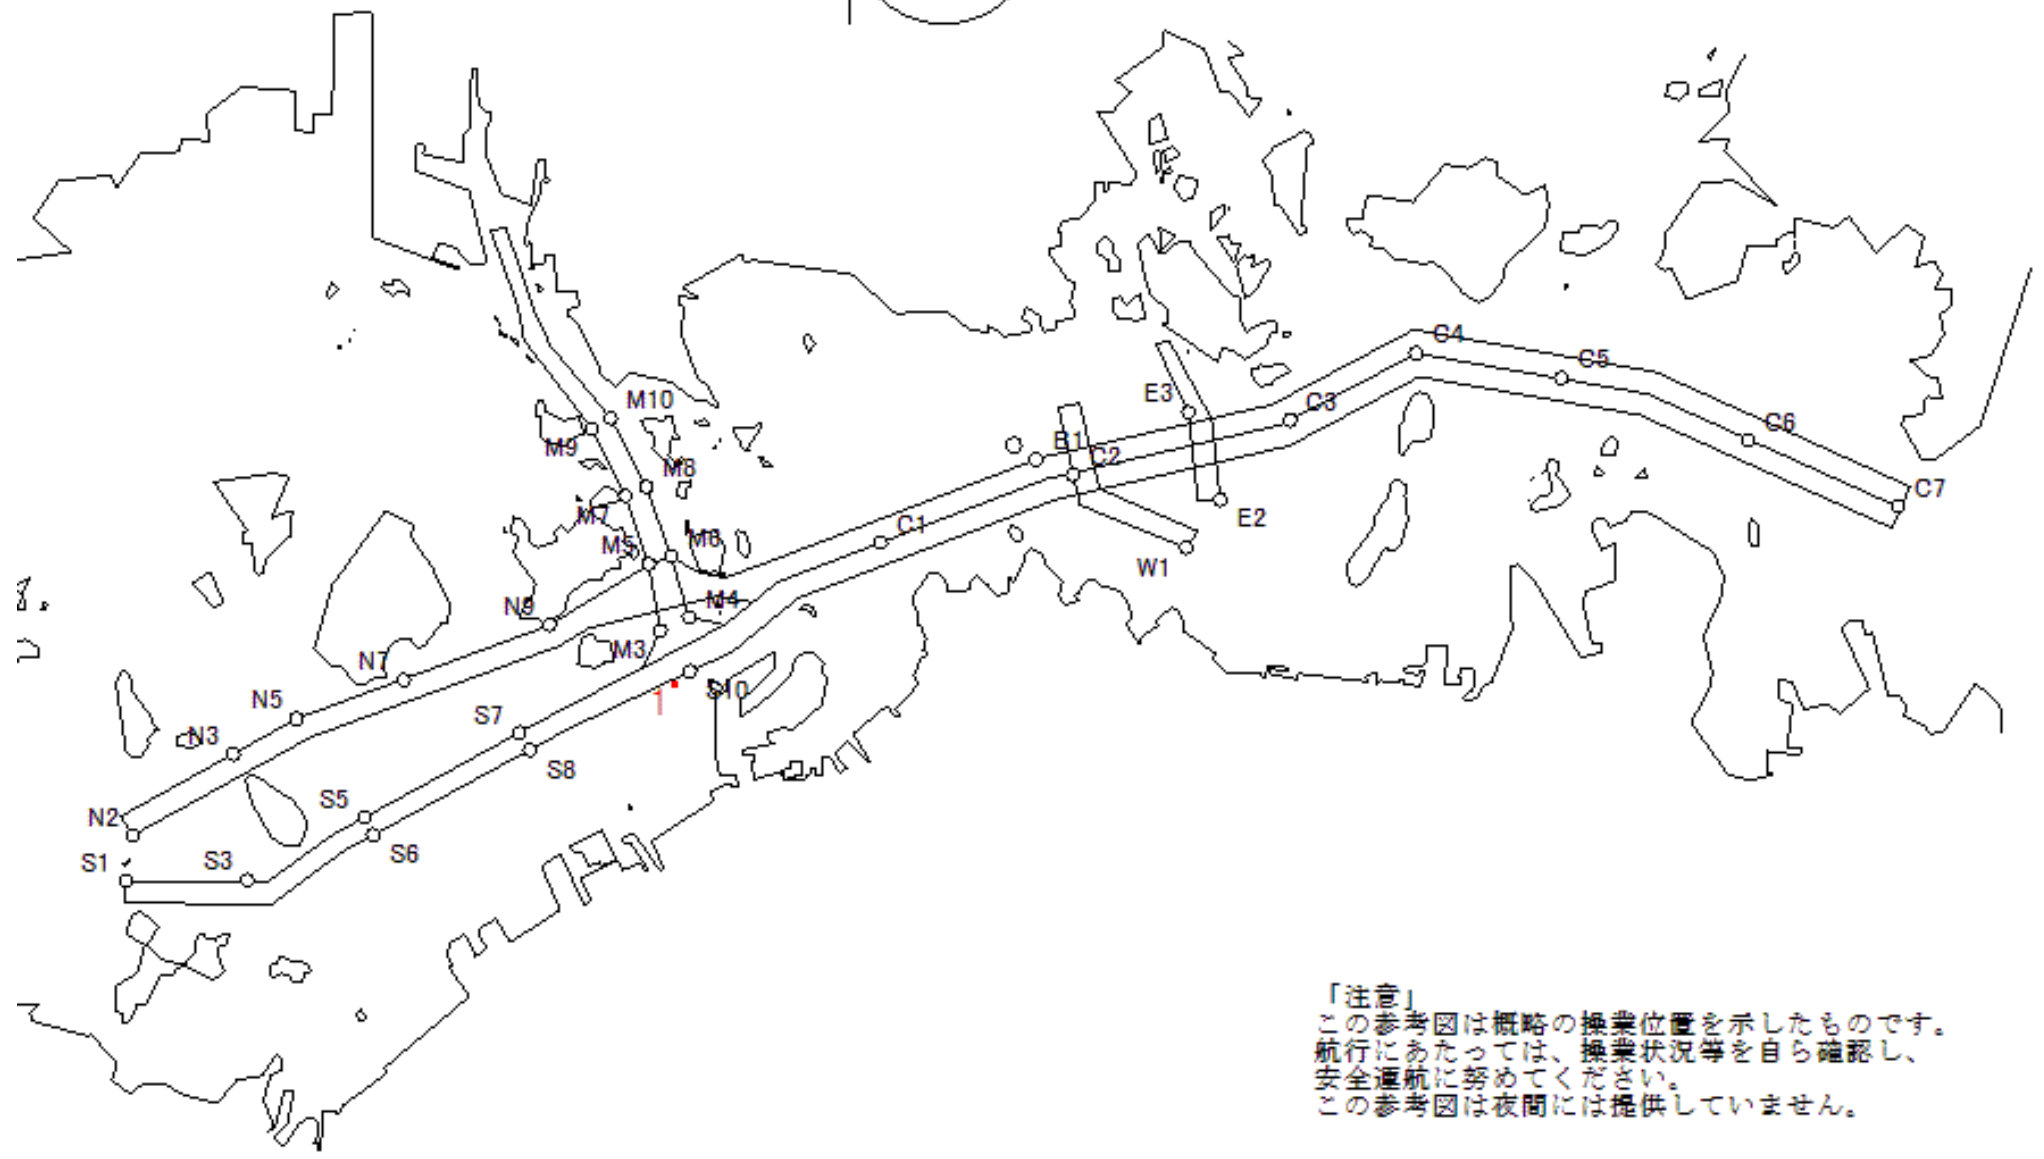 C4
C5
M10
E3
C3
C6
M9
B1
C2
M8
C7
M7
E2
C1
M5
M6
W1
N9
M4
M3
N7
S10
N5
1
S7
N3
S8
S5
N2
S6
S1
S3
「注意」
この参考図は概略の操業位置を示したものです。
航行にあたっては、操業状況等を自ら確認し、
安全運航に努めてください。
この参考図は夜間には提供していません。